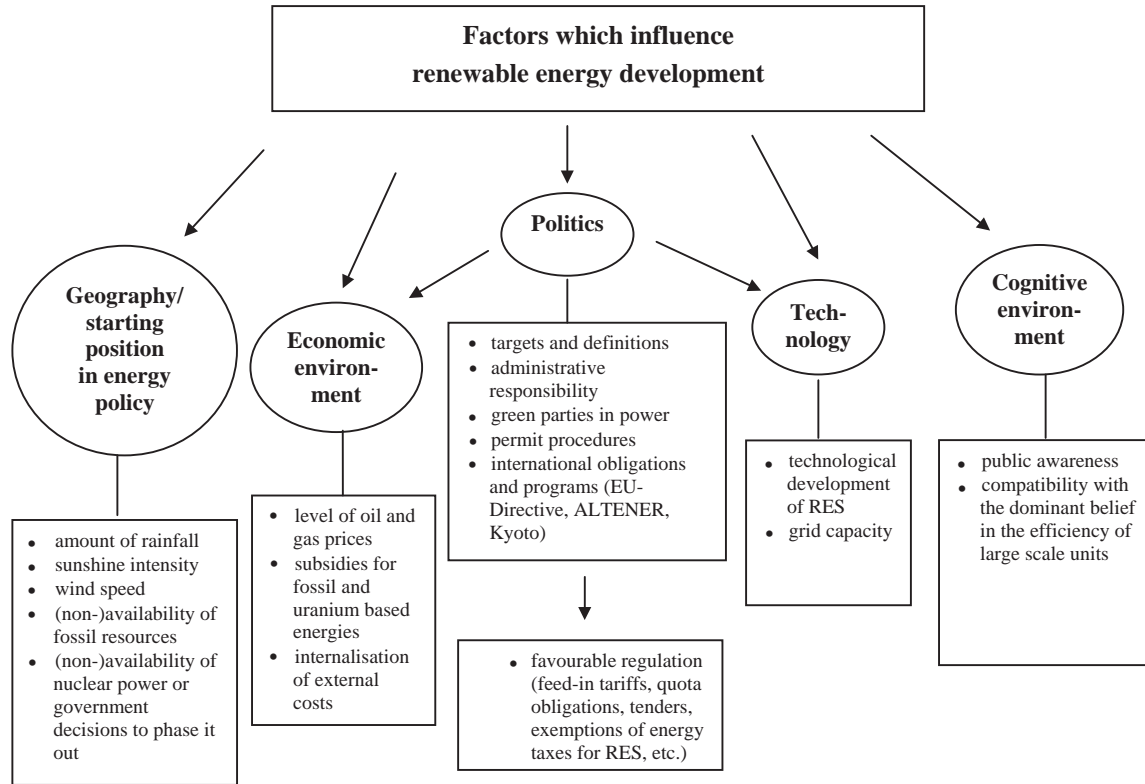 Factors which influence
renewable energy development
Geography/
starting
position
in energy
policy
• amount of rainfall
• sunshine intensity
• wind speed
• (non-)availability of
fossil resources
• (non-)availability of
nuclear power or
government
decisions to phase it
out
Economic
environ-
ment
• level of oil and
gas prices
• subsidies for
fossil and
uranium based
energies
• internalisation
of external
costs
Politics
• targets and definitions
• administrative
responsibility
• green parties in power
• permit procedures
• international obligations
and programs (EU-
Directive, ALTENER,
Kyoto)
• favourable regulation
(feed-in tariffs, quota
obligations, tenders,
exemptions of energy
taxes for RES, etc.)
Tech-
nology
• technological
development
of RES
• grid capacity
Cognitive
environ-
ment
• public awareness
• compatibility with
the dominant belief
in the efficiency of
large scale units